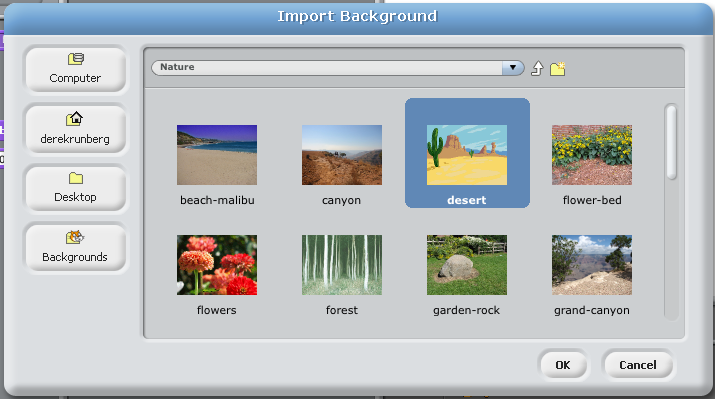 Import Background
Computer
derekrunberg
Desktop
Backgrounds
Nature
beach-malibu
canyon
desert
flower-bed
flowers
forest
garden-rock
grand-canyon
OK
Cancel